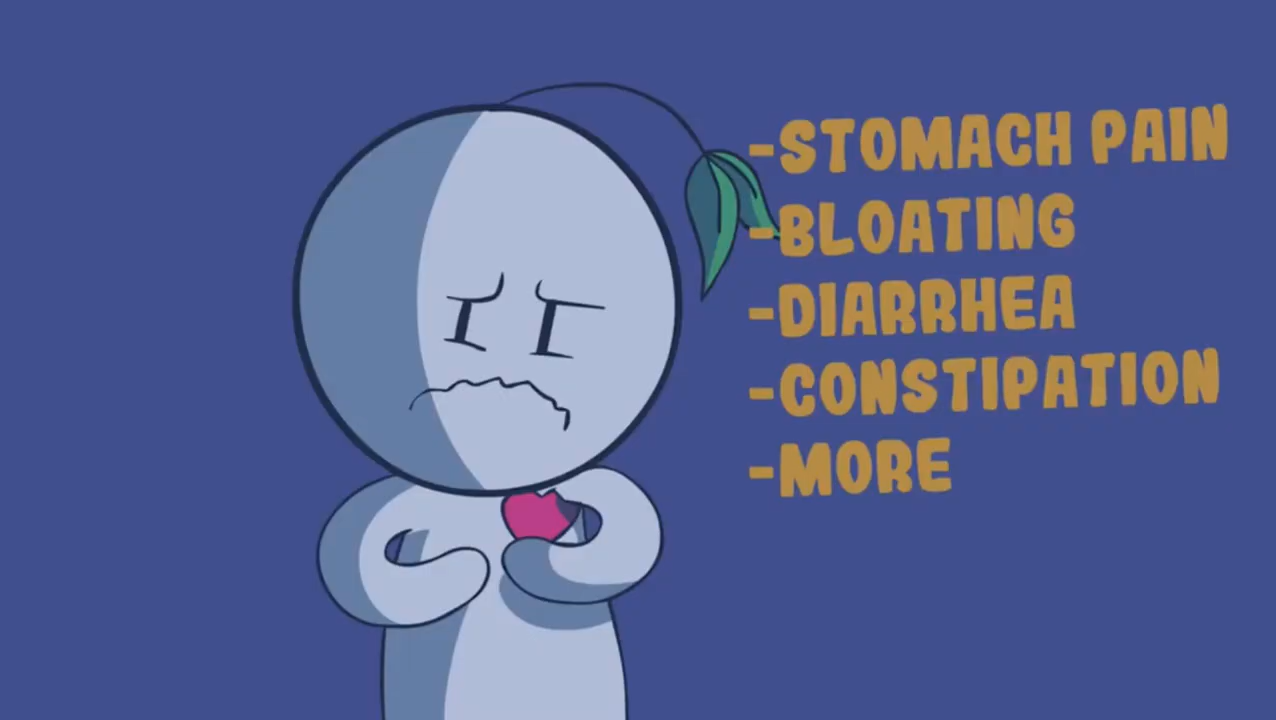 -STOMACH PAIN
-BLOATING
-DIARRHEA
-CONSTIPATION
-MORE